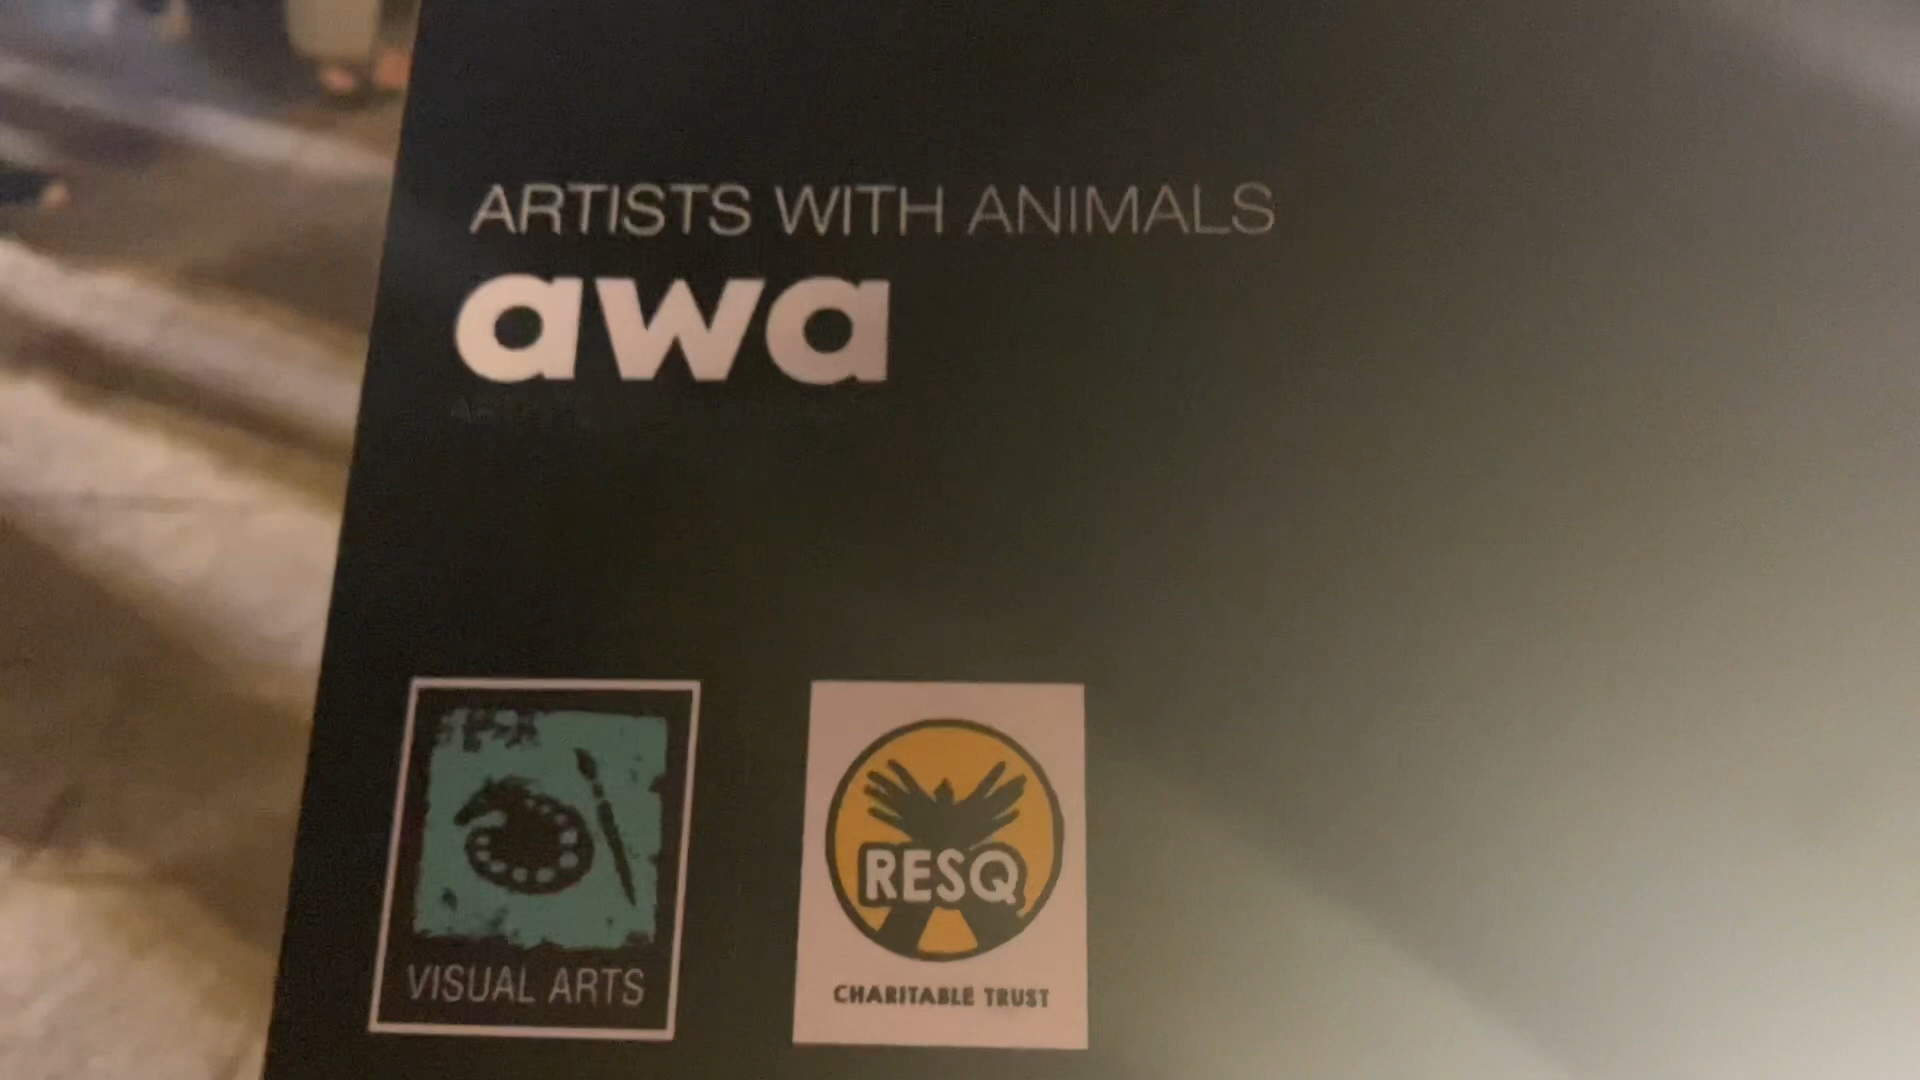 ARTISTS WITH ANIMALS
awa
VISUAL ARTS
RESQ
CHARITABLE TRUST